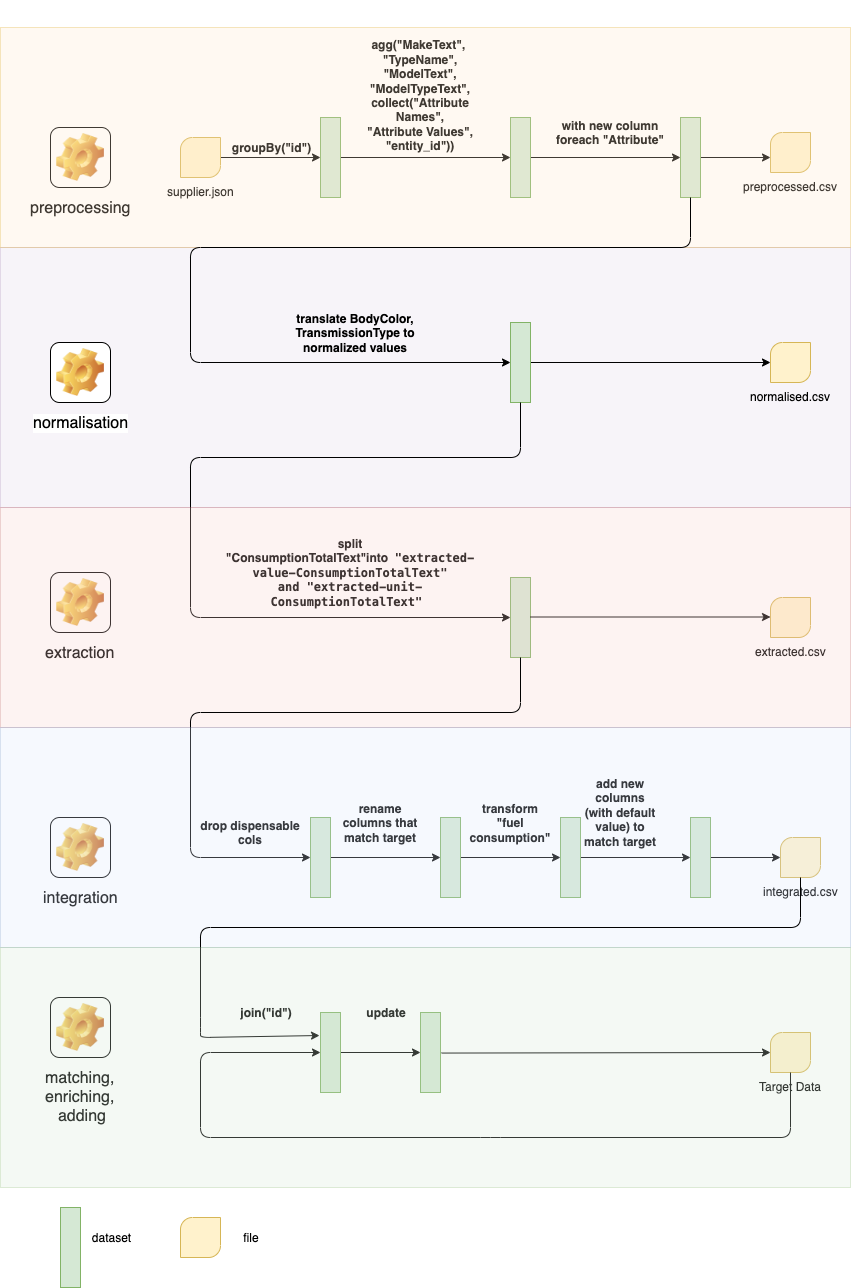 agg("MakeText",
"TypeName",
"ModelText",
"ModelTypeText",
collect("Attribute
Names",
"Attribute Values",
"entity_id"))
groupBy("id")
with new column
foreach "Attribute"
supplier.json
preprocessed.csv
preprocessing
translate BodyColor,
TransmissionType to
normalized values
normalised.csv
normalisation
split
"ConsumptionTotalText"into "extracted-
value-ConsumptionTotalText"
and "extracted-unit-
ConsumptionTotalText"
extracted.csv
extraction
drop dispensable
cols
rename
columns that
match target
transform
"fuel
consumption"
add new
columns
(with default
value) to
match target
integrated.csv
integration
join("id")
update
Target Data
matching,
enriching,
adding
dataset
file